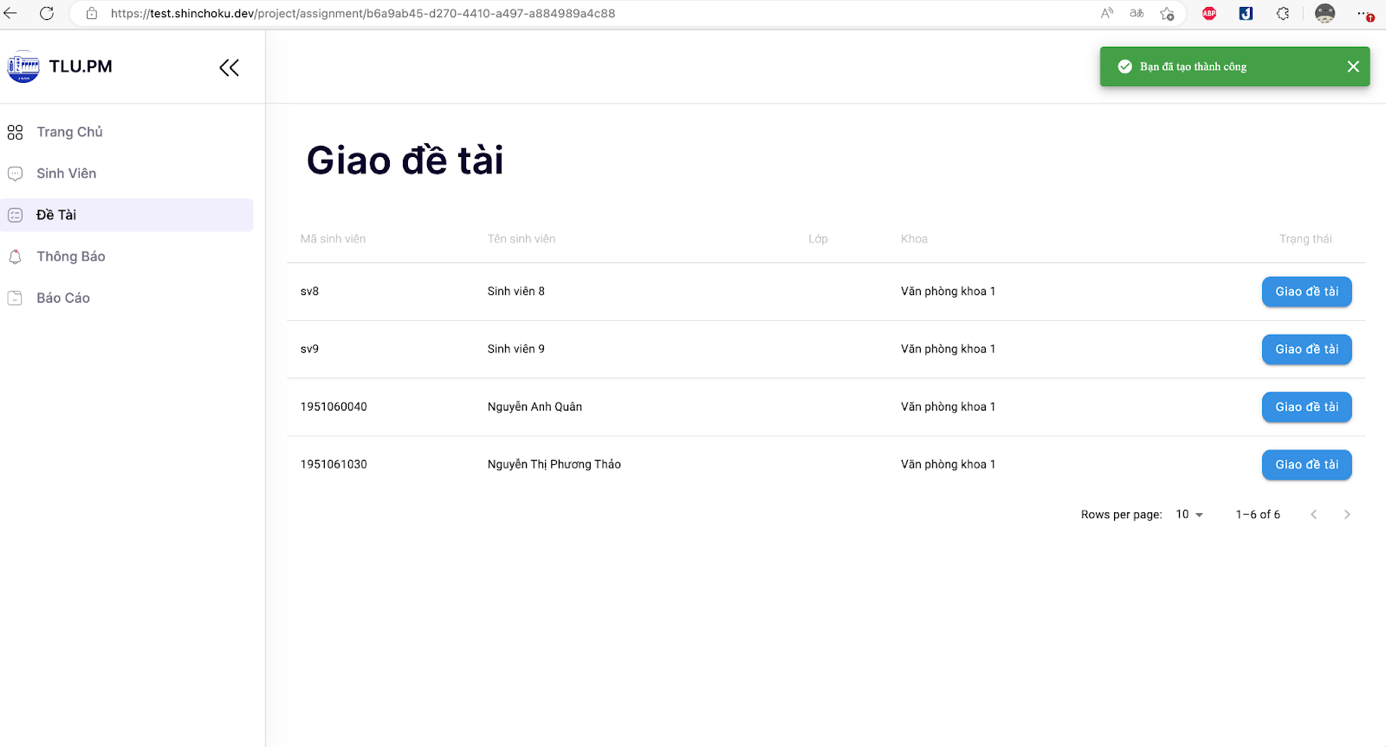 https://test.shinchoku.dev/project/assignment/b6a9ab45-d270-4410-a497-a884989a4c88
TLU.PM
Bạn đã tạo thành công
Trang Chủ
Sinh Viên
Đề Tài
Thông Báo
Báo Cáo
Giao đề tài
Mã sinh viên Tên sinh viên Lớp Khoa Trạng thái
sv8 Sinh viên 8 Văn phòng khoa 1 Giao đề tài
sv9 Sinh viên 9 Văn phòng khoa 1 Giao đề tài
1951060040 Nguyễn Anh Quân Văn phòng khoa 1 Giao đề tài
1951061030 Nguyễn Thị Phương Thảo Văn phòng khoa 1 Giao đề tài
Rows per page: 10 1–6 of 6